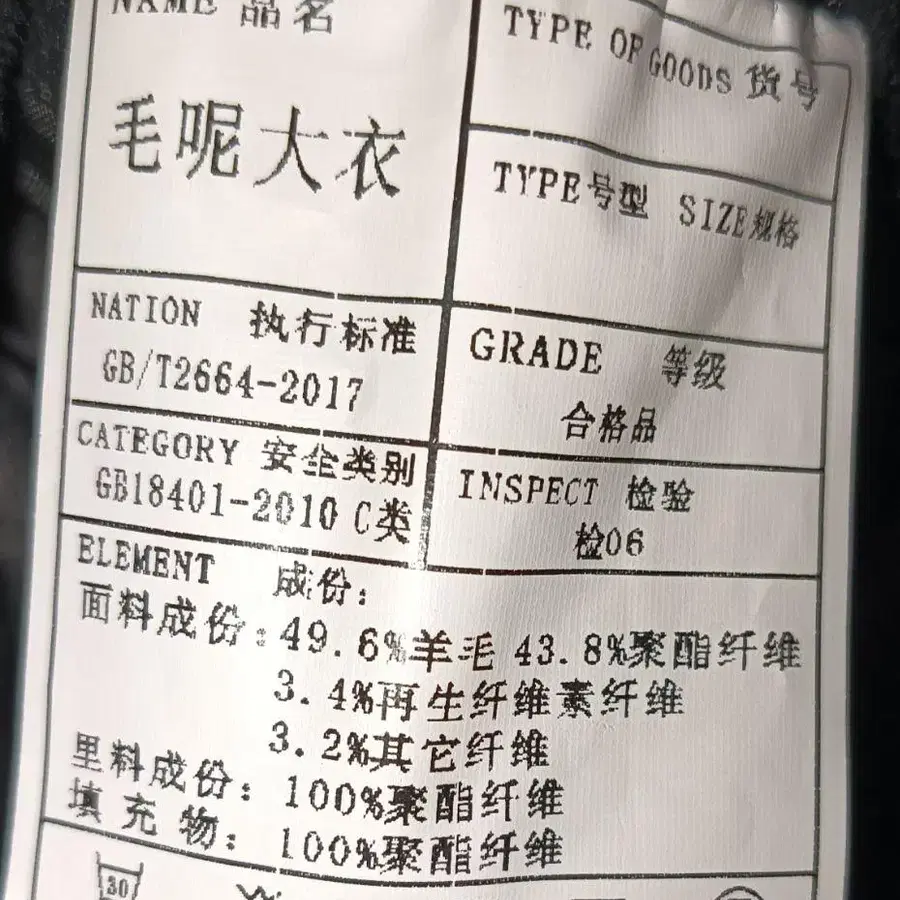 NAME 品名
毛呢大衣
TYPE OF GOODS 货号
TYPE号型 SIZE规格
NATION 执行标准
GB/T2664-2017
GRADE 等级
合格品
CATEGORY 安全类别
GB18401-2010 C类
INSPECT 检验
检06
ELEMENT 成份:
面料成份:49.6%羊毛 43.8%聚酯纤维
3.4%再生纤维素纤维
3.2%其它纤维
里料成份: 100%聚酯纤维
填充物: 100%聚酯纤维
30